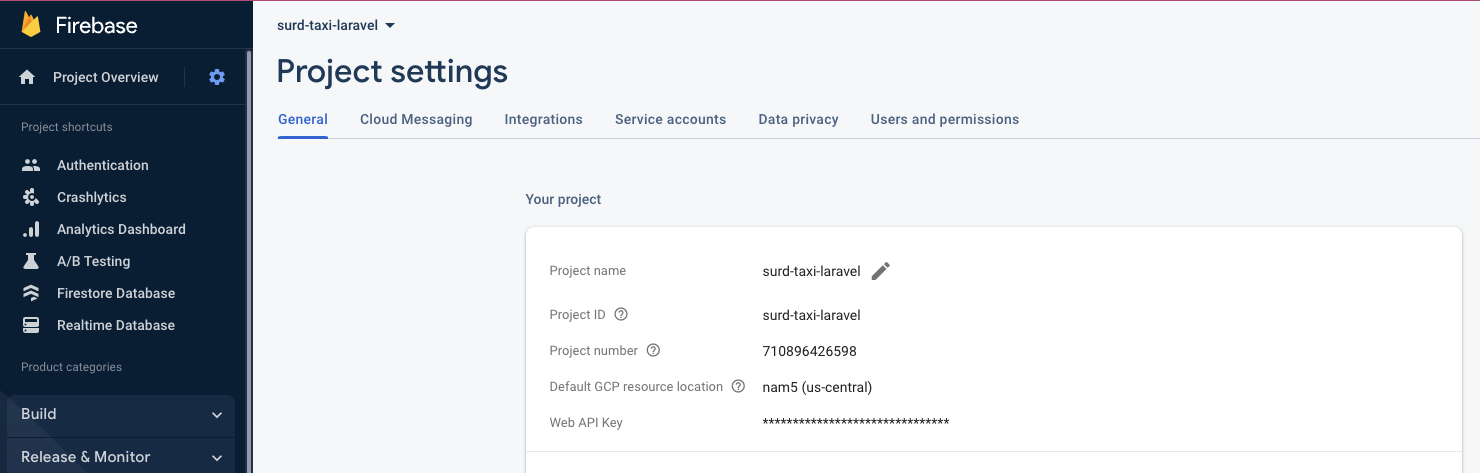 Firebase
Project Overview
Project shortcuts
Authentication
Crashlytics
Analytics Dashboard
A/B Testing
Firestore Database
Realtime Database
Product categories
Build
Release & Monitor
surd-taxi-laravel
Project settings
General Cloud Messaging Integrations Service accounts Data privacy Users and permissions
Your project
Project name surd-taxi-laravel
Project ID surd-taxi-laravel
Project number 710896426598
Default GCP resource location nam5 (us-central)
Web API Key *******************************